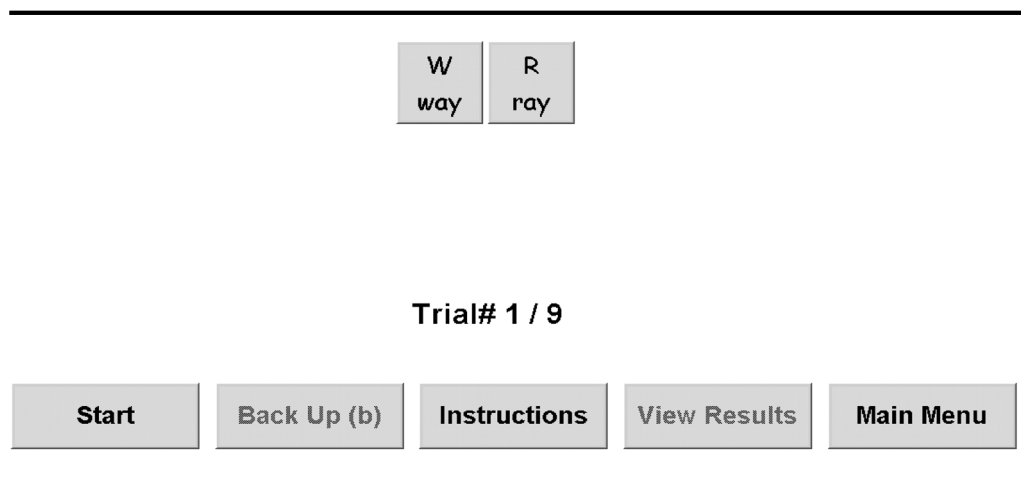 W R
way ray
Trial# 1 / 9
Start Back Up (b) Instructions View Results Main Menu